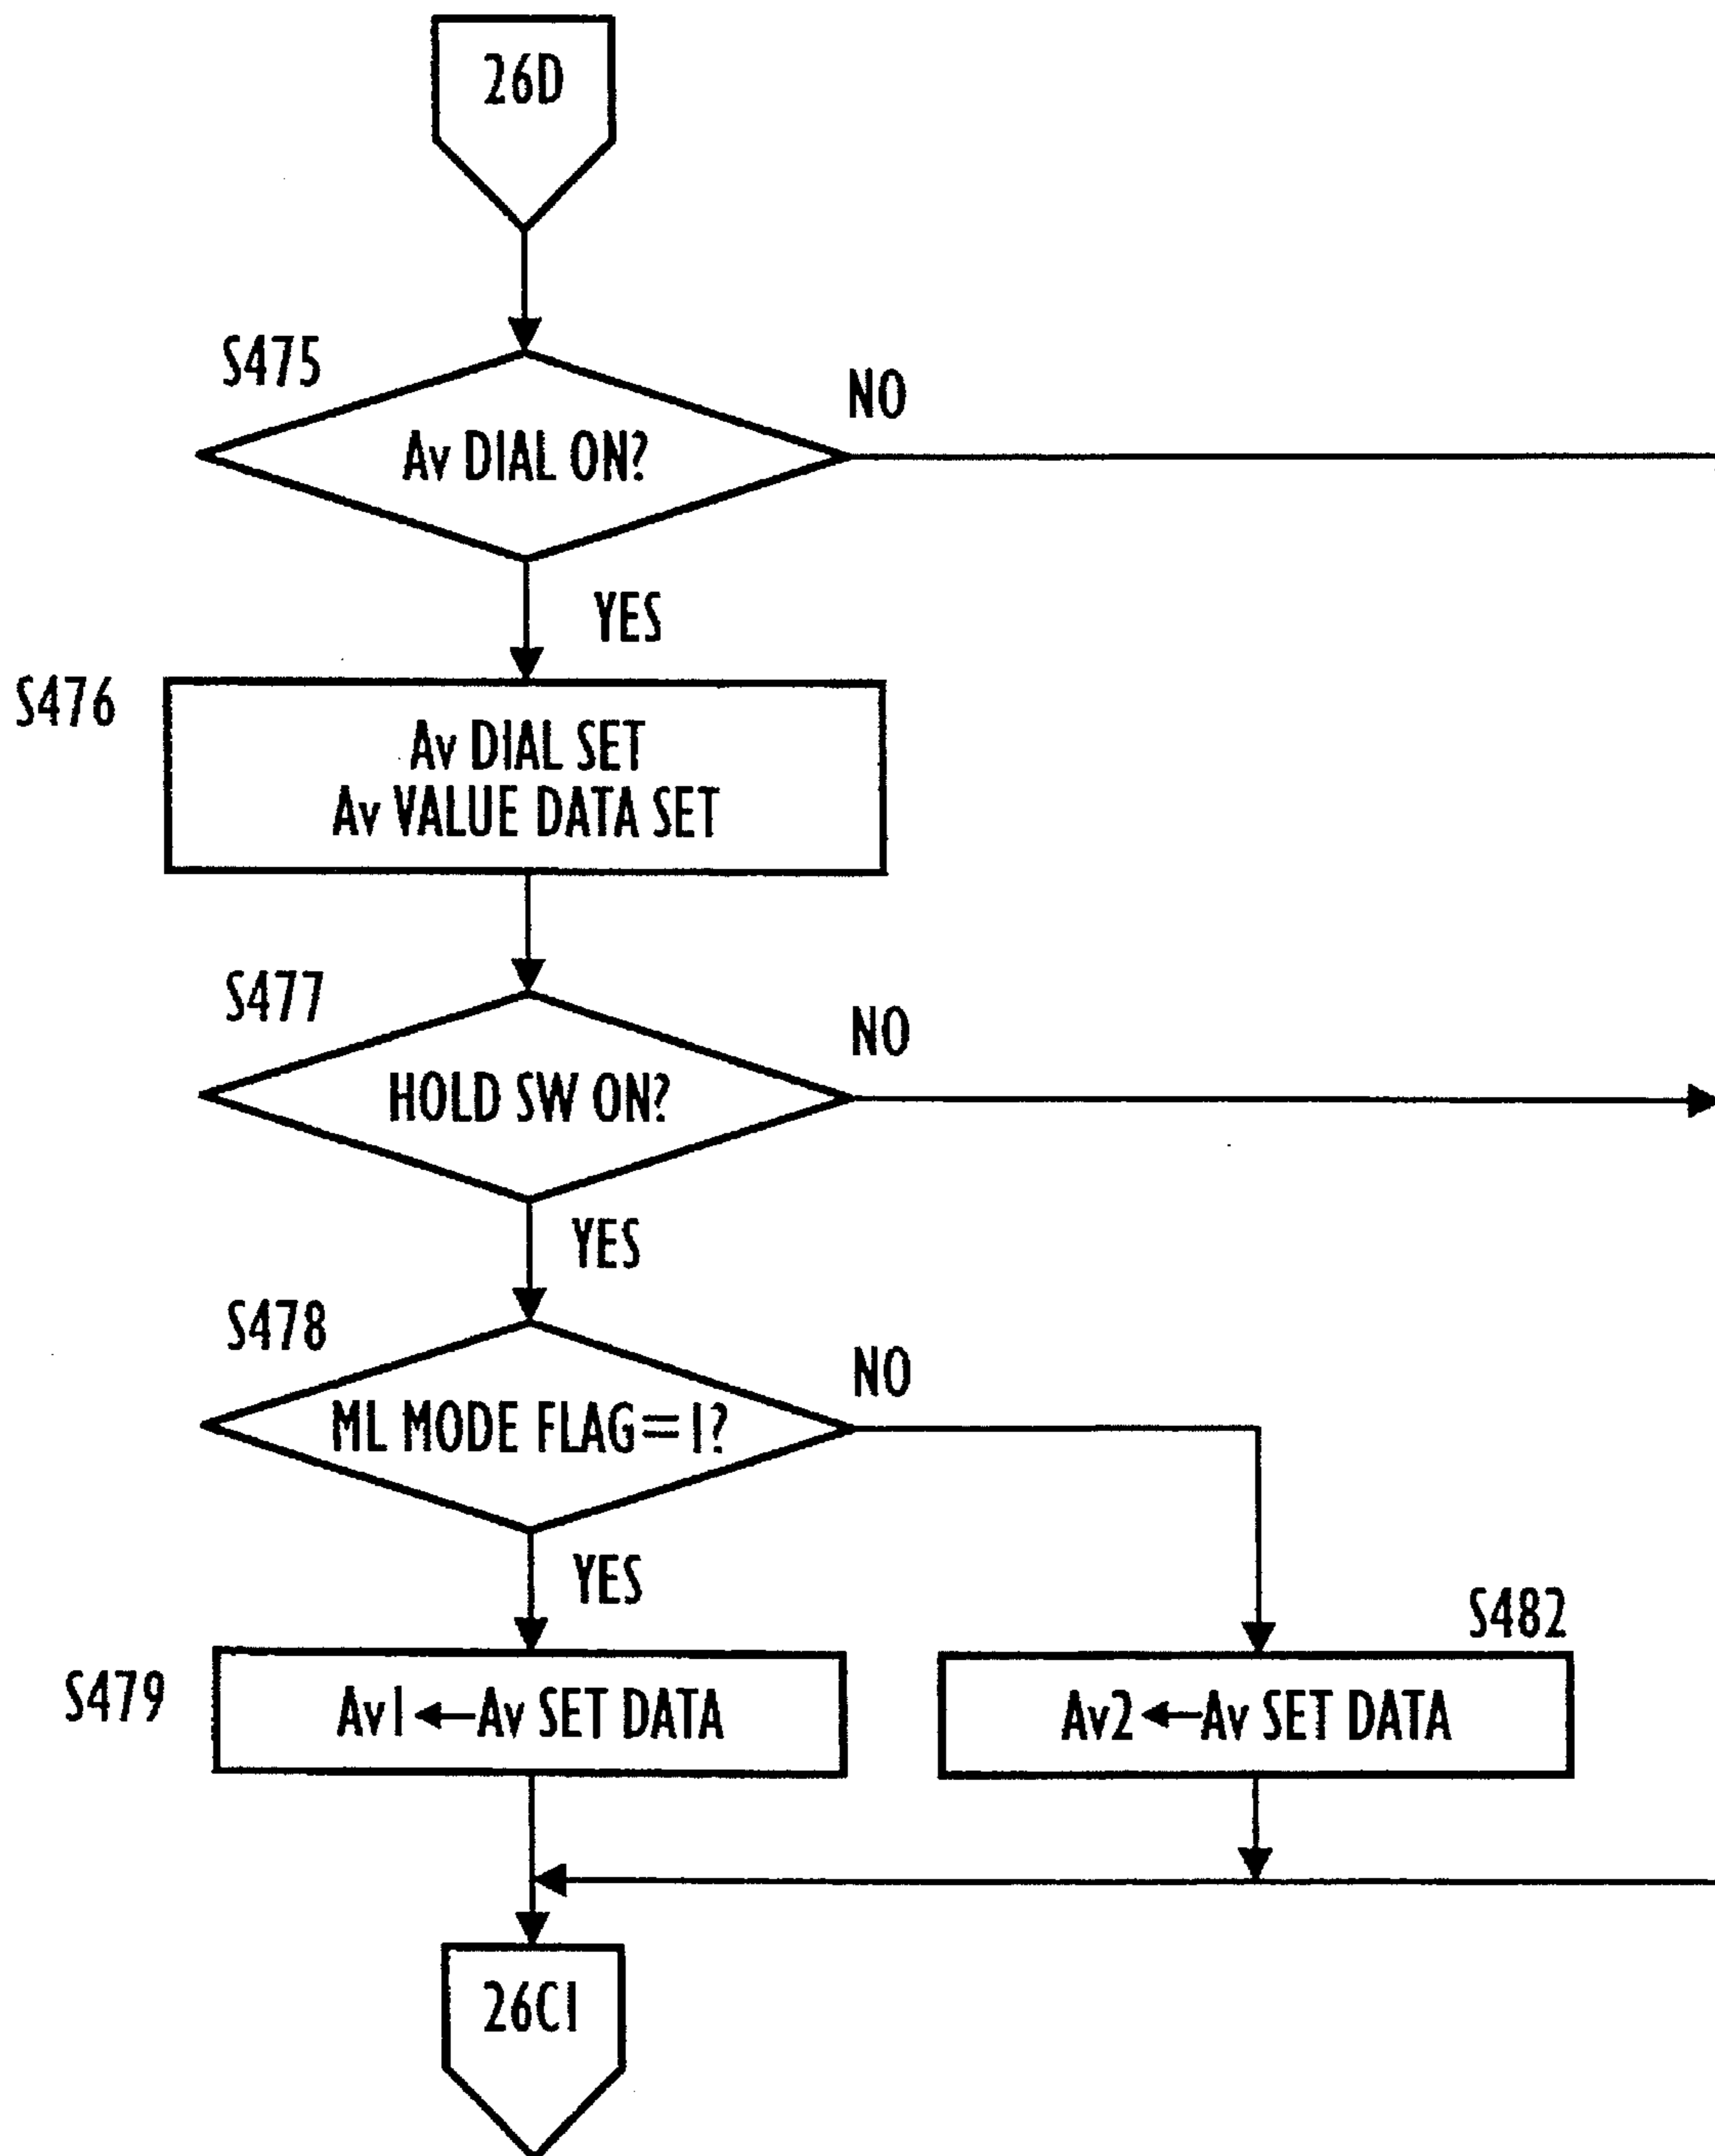 26D
S475
NO
Av DIAL ON?
YES
S476
Av DIAL SET
Av VALUE DATA SET
S477
NO
HOLD SW ON?
YES
S478
NO
ML MODE FLAG=1?
YES
S482
S479
Av1←Av SET DATA
Av2←Av SET DATA
26C1